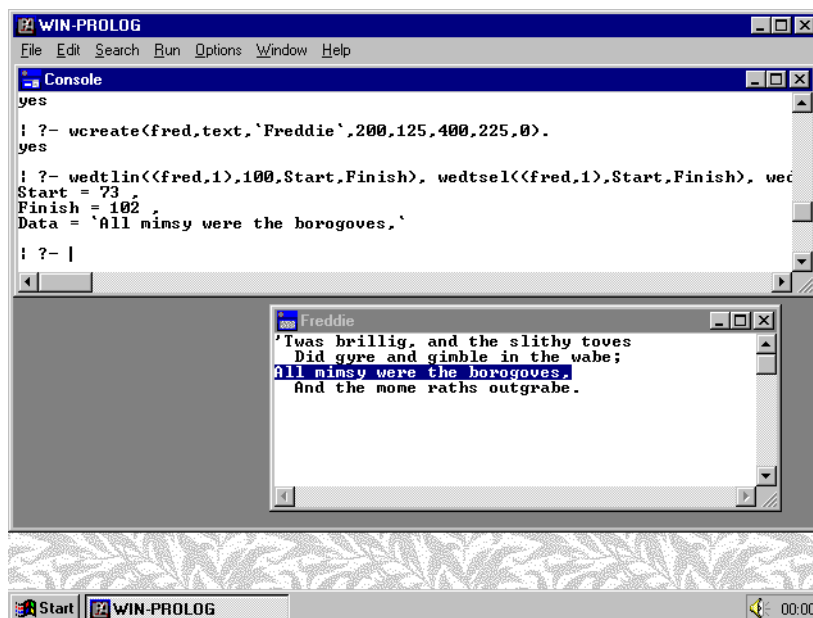 WIN-PROLOG
File Edit Search Run Options Window Help
Console
yes
| ?- wcreate(fred,text,`Freddie`,200,125,400,225,0).
yes
| ?- wedtlin((fred,1),100,Start,Finish), wedtsel((fred,1),Start,Finish), wed
Start = 73 ,
Finish = 102 ,
Data = `All mimsy were the borogoves,`
| ?- |
Freddie
'Twas brillig, and the slithy toves
Did gyre and gimble in the wabe;
All mimsy were the borogoves,
And the mome raths outgrabe.
Start WIN-PROLOG 00:00